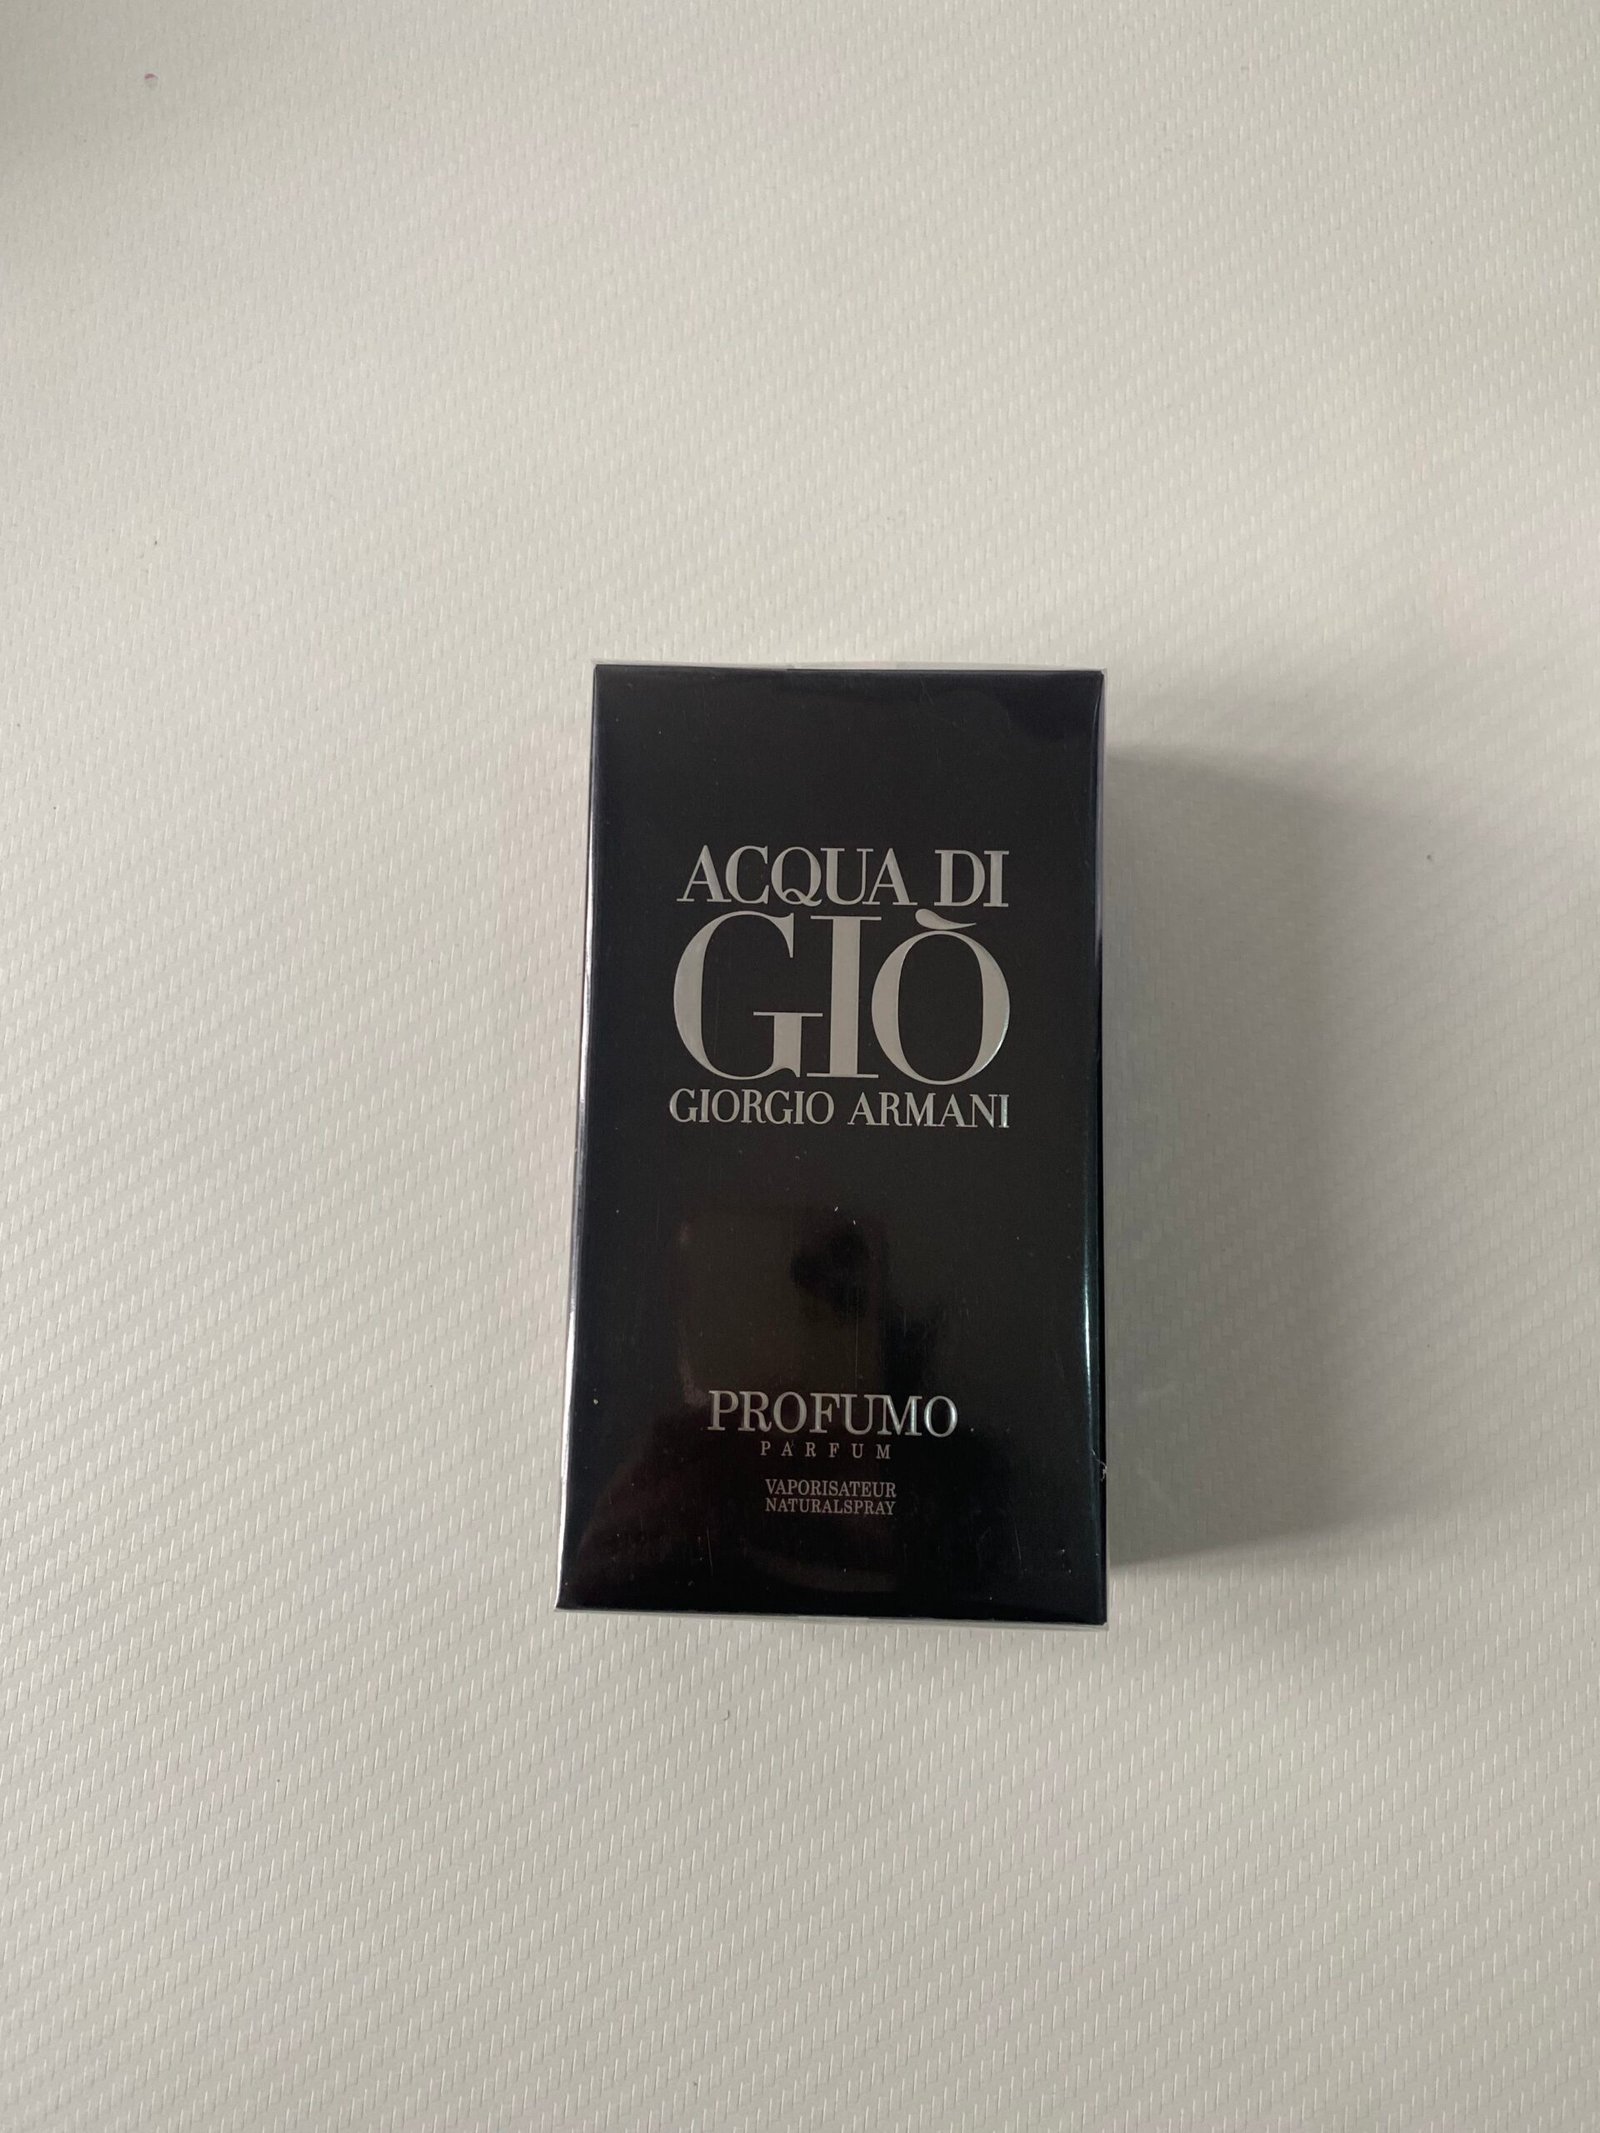 ACQUA DI
GIÒ
GIORGIO ARMANI
PROFUMO
PARFUM
VAPORISATEUR
NATURALSPRAY